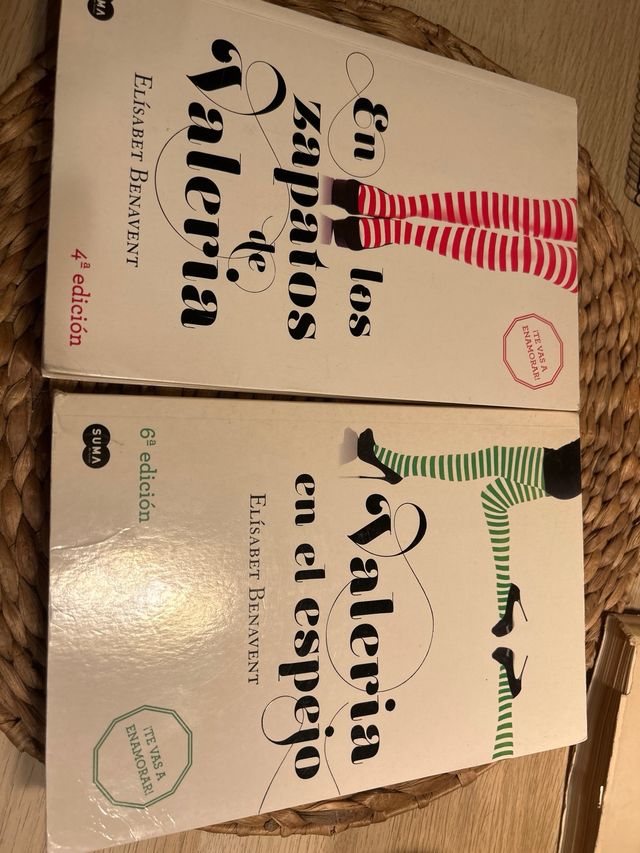 En
los
zapatos
de
Valeria
ELÍSABET BENAVENT
4ª edición
¡TE VAS A
ENAMORAR!
SUMA
Valeria
en el espejo
ELÍSABET BENAVENT
6ª edición
¡TE VAS A
ENAMORAR!
SUMA